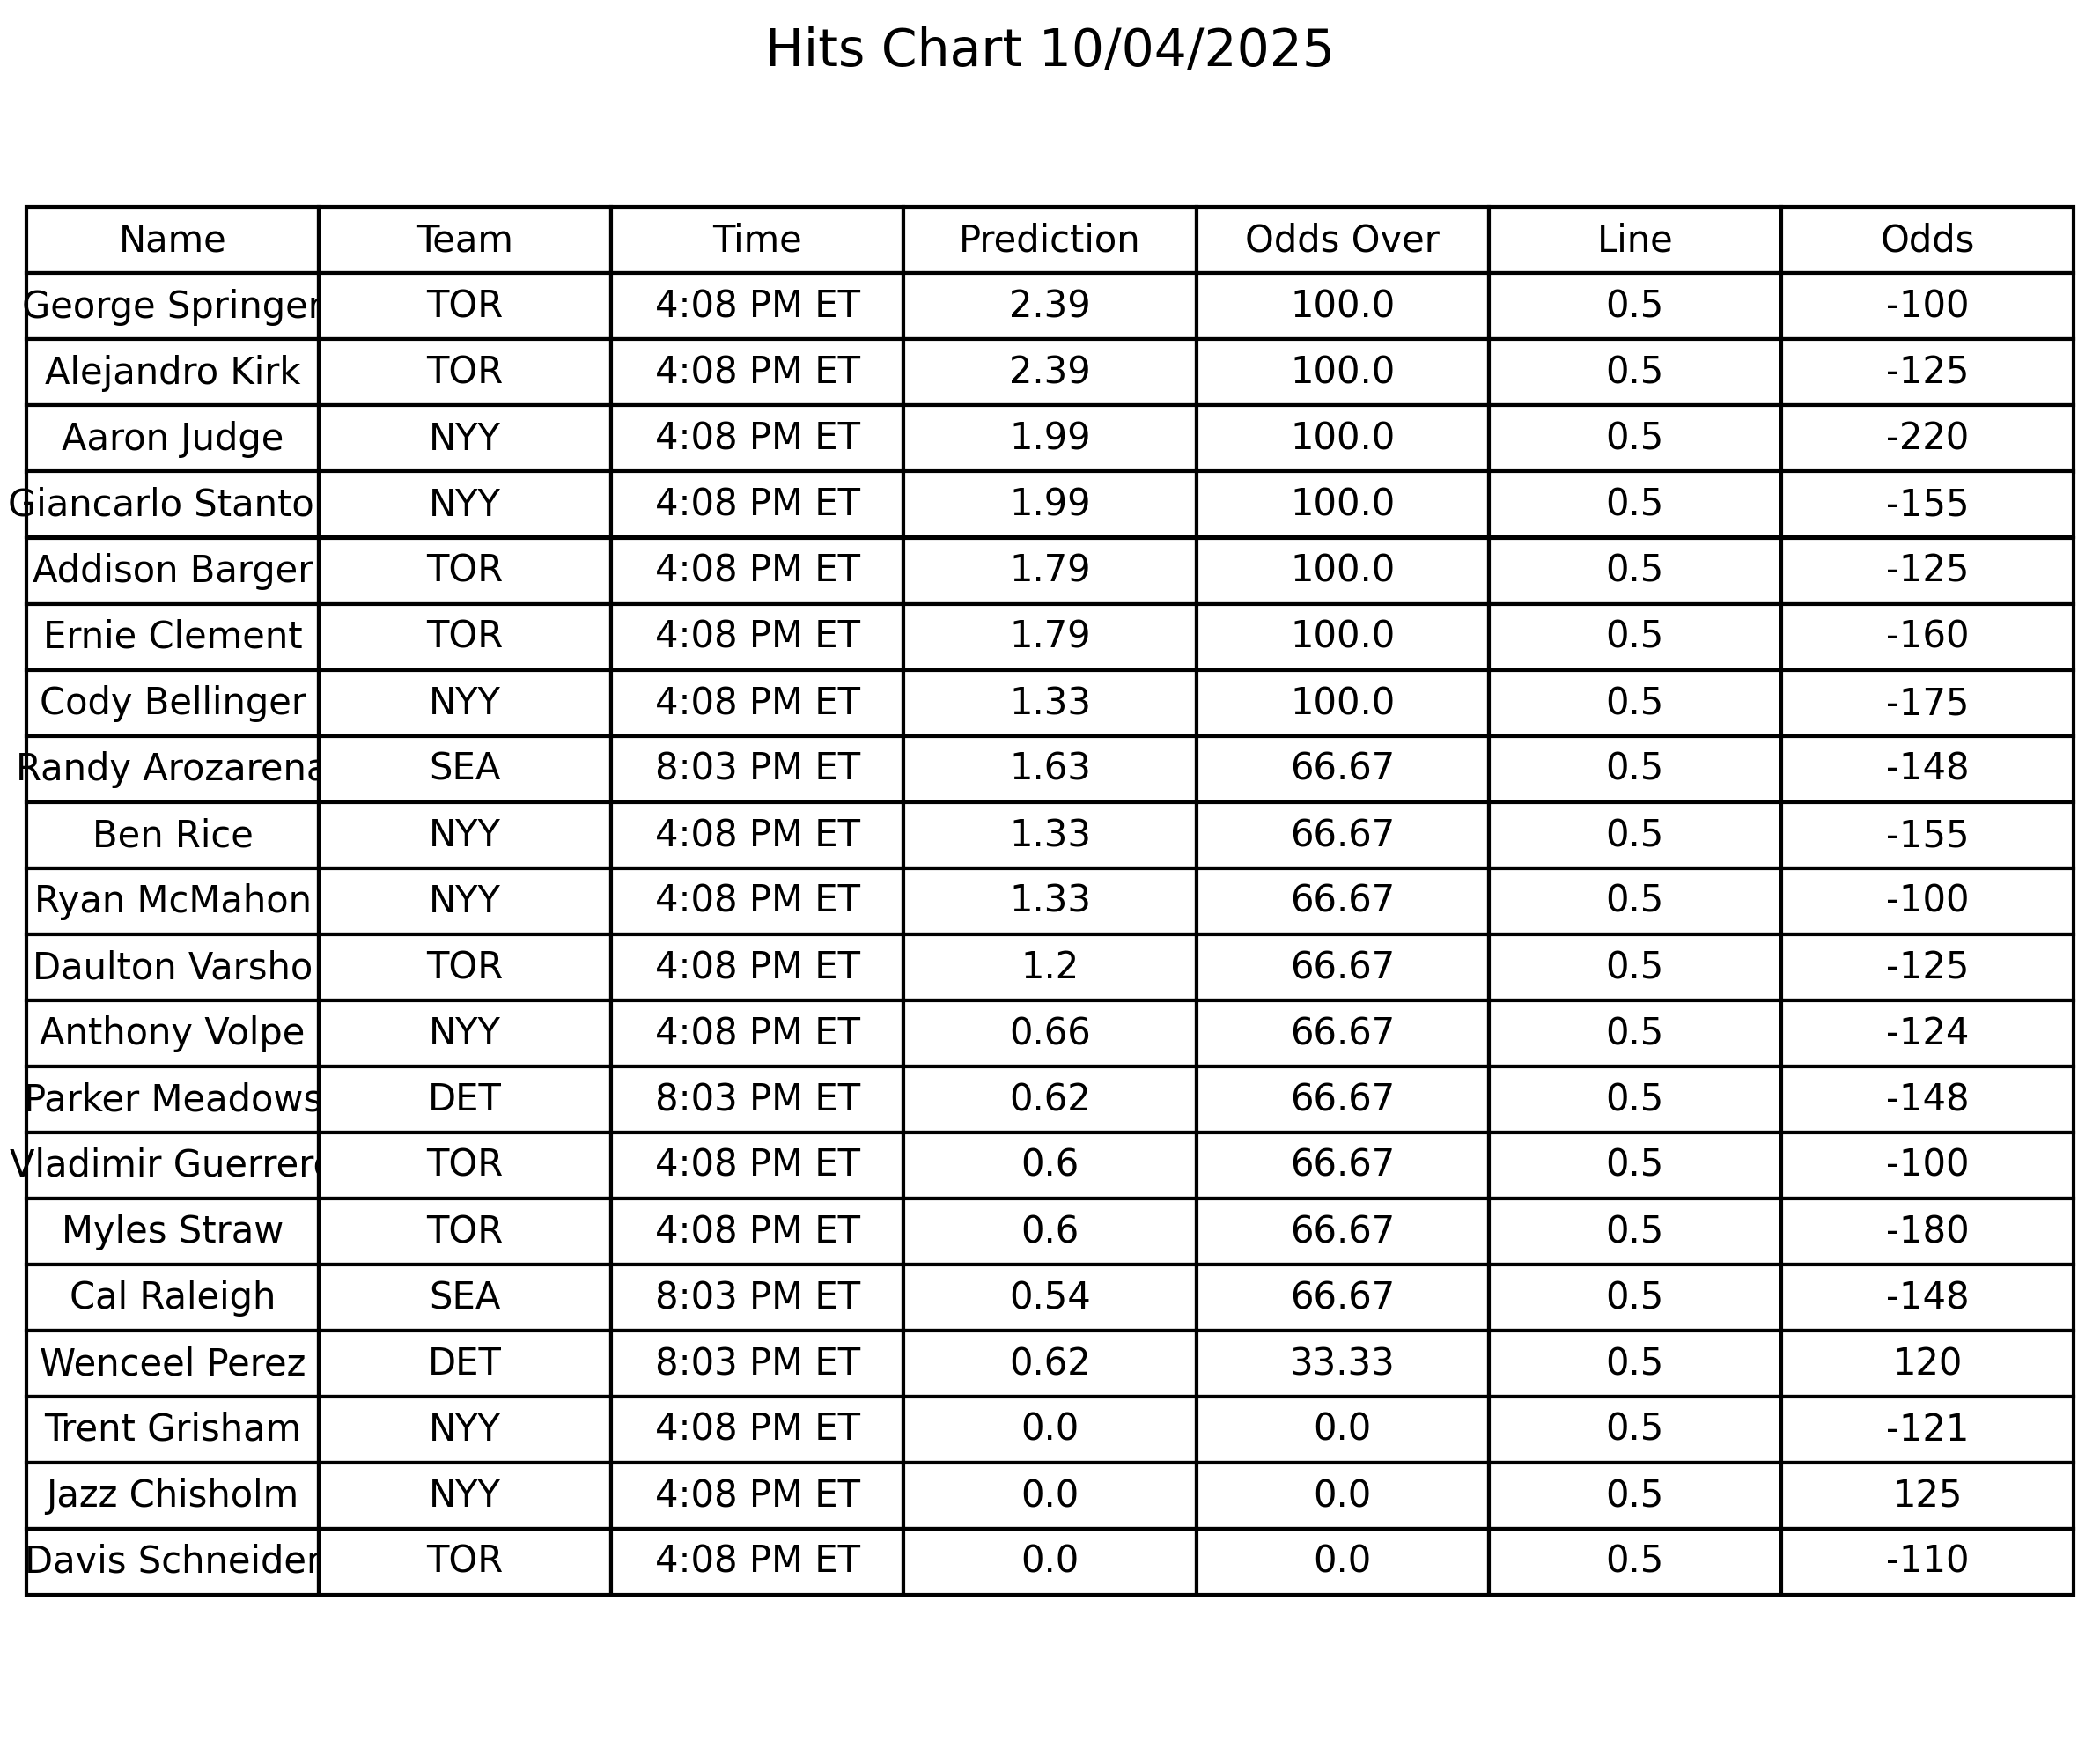 Hits Chart 10/04/2025
Name Team Time Prediction Odds Over Line Odds
George Springer TOR 4:08 PM ET 2.39 100.0 0.5 -100
Alejandro Kirk TOR 4:08 PM ET 2.39 100.0 0.5 -125
Aaron Judge NYY 4:08 PM ET 1.99 100.0 0.5 -220
Giancarlo Stanto NYY 4:08 PM ET 1.99 100.0 0.5 -155
Addison Barger TOR 4:08 PM ET 1.79 100.0 0.5 -125
Ernie Clement TOR 4:08 PM ET 1.79 100.0 0.5 -160
Cody Bellinger NYY 4:08 PM ET 1.33 100.0 0.5 -175
Randy Arozarena SEA 8:03 PM ET 1.63 66.67 0.5 -148
Ben Rice NYY 4:08 PM ET 1.33 66.67 0.5 -155
Ryan McMahon NYY 4:08 PM ET 1.33 66.67 0.5 -100
Daulton Varsho TOR 4:08 PM ET 1.2 66.67 0.5 -125
Anthony Volpe NYY 4:08 PM ET 0.66 66.67 0.5 -124
Parker Meadows DET 8:03 PM ET 0.62 66.67 0.5 -148
Vladimir Guerrero TOR 4:08 PM ET 0.6 66.67 0.5 -100
Myles Straw TOR 4:08 PM ET 0.6 66.67 0.5 -180
Cal Raleigh SEA 8:03 PM ET 0.54 66.67 0.5 -148
Wenceel Perez DET 8:03 PM ET 0.62 33.33 0.5 120
Trent Grisham NYY 4:08 PM ET 0.0 0.0 0.5 -121
Jazz Chisholm NYY 4:08 PM ET 0.0 0.0 0.5 125
Davis Schneider TOR 4:08 PM ET 0.0 0.0 0.5 -110